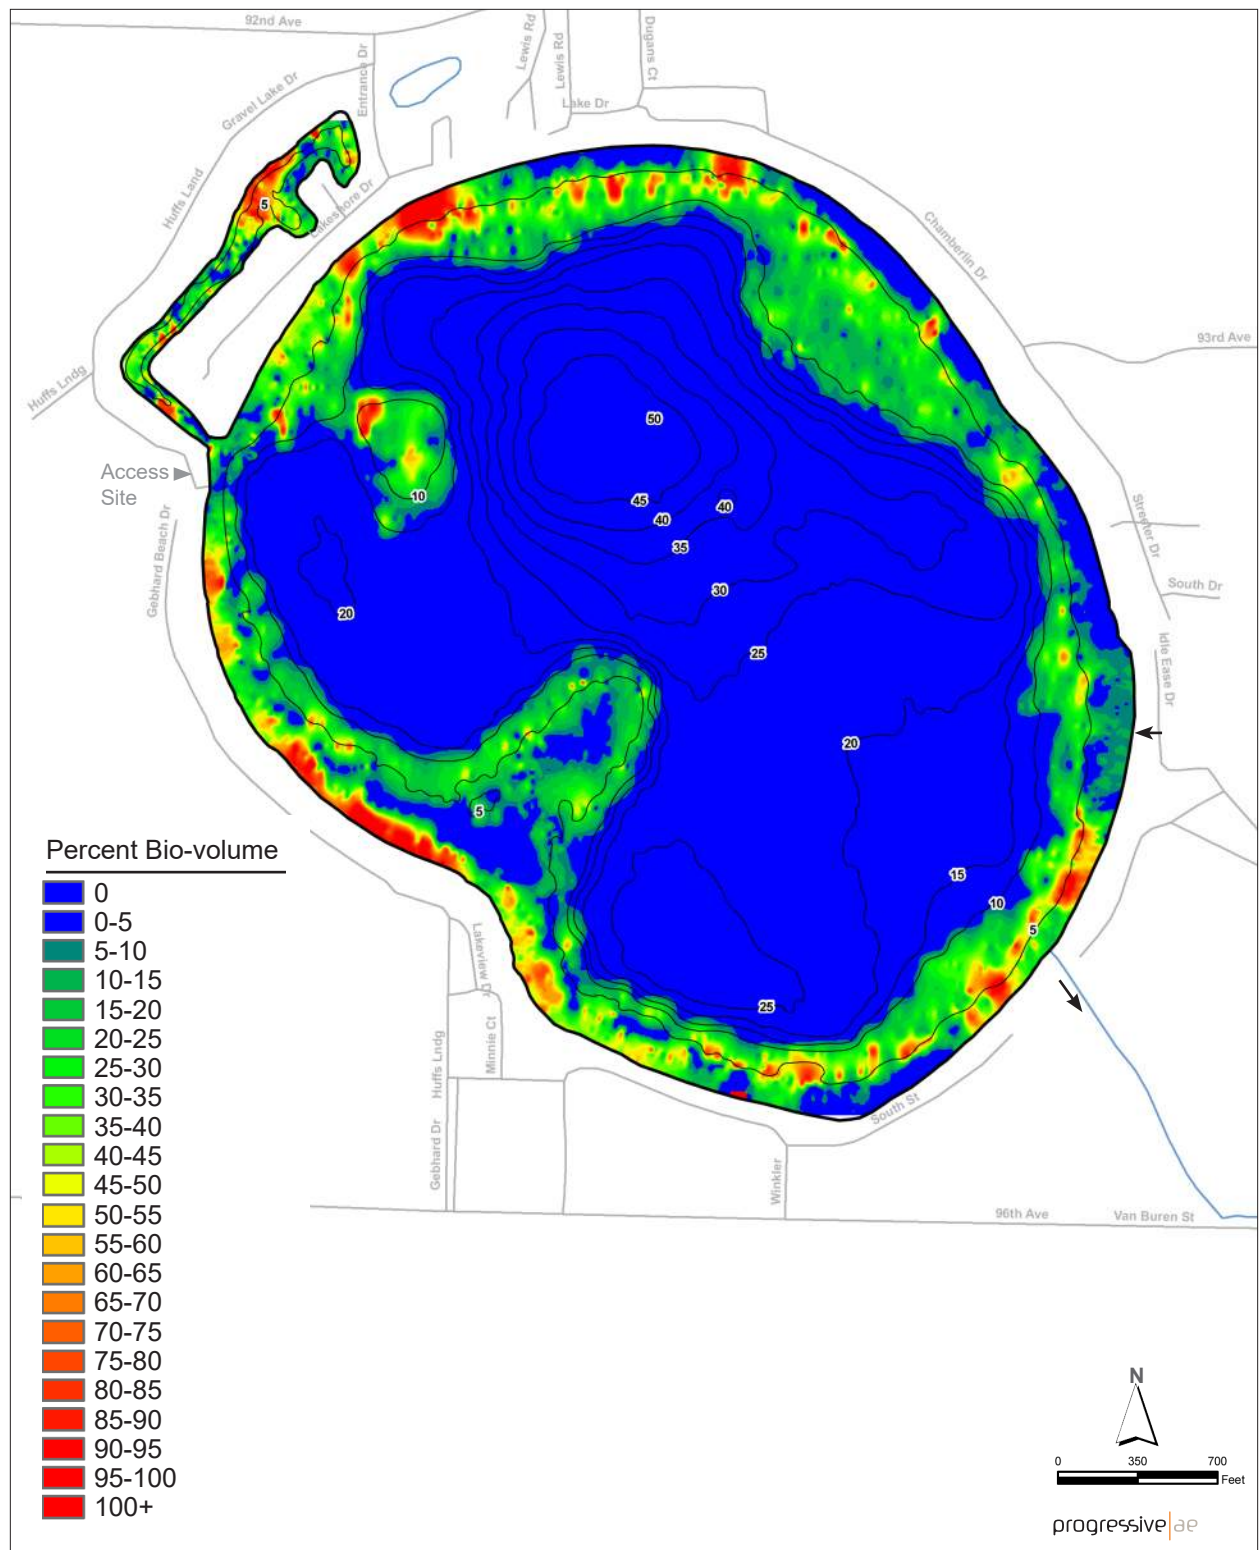 92nd Ave
Lewis Rd
Lewis Rd
Dugans Ct
Entrance Dr
Gravel Lake Dr
Lake Dr
Huffs Land
5
Lakeshore Dr
Chamberlin Dr
93rd Ave
Huffs Lndg
50
Access
Site
10
45
40
40
35
Streeter Dr
Gebhard Beach Dr
30
South Dr
20
25
Idle Ease Dr
20
5
Percent Bio-volume
15
0
10
0-5
5
5-10
Lakeview Dr
10-15
25
15-20
20-25
Huffs Lndg
Minnie Ct
25-30
30-35
South St
35-40
Gebhard Dr
40-45
Winkler
45-50
50-55
96th Ave
Van Buren St
55-60
60-65
65-70
70-75
75-80
80-85
N
85-90
90-95
0
350
700
Feet
95-100
100+
progressive ae